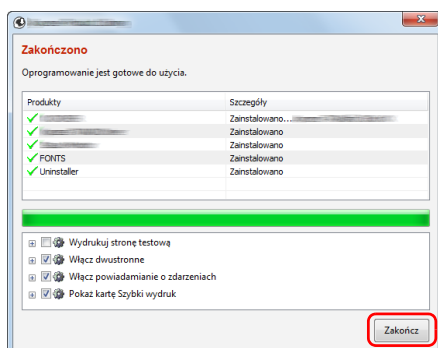 Zakończono
Oprogramowanie jest gotowe do użycia.
Produkty Szczegóły
Zainstalowano...
Zainstalowano
Zainstalowano
FONTS Zainstalowano
Uninstaller Zainstalowano
Wydrukuj stronę testową
Włącz dwustronne
Włącz powiadamianie o zdarzeniach
Pokaż kartę Szybki wydruk
Zakończ